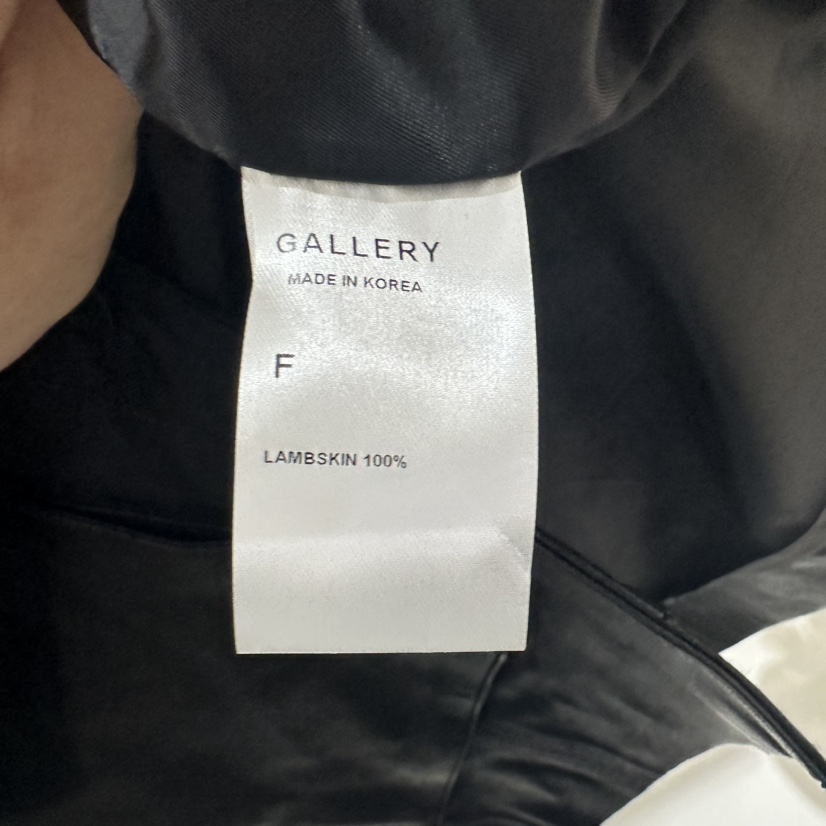 GALLERY
MADE IN KOREA
F
LAMBSKIN 100%